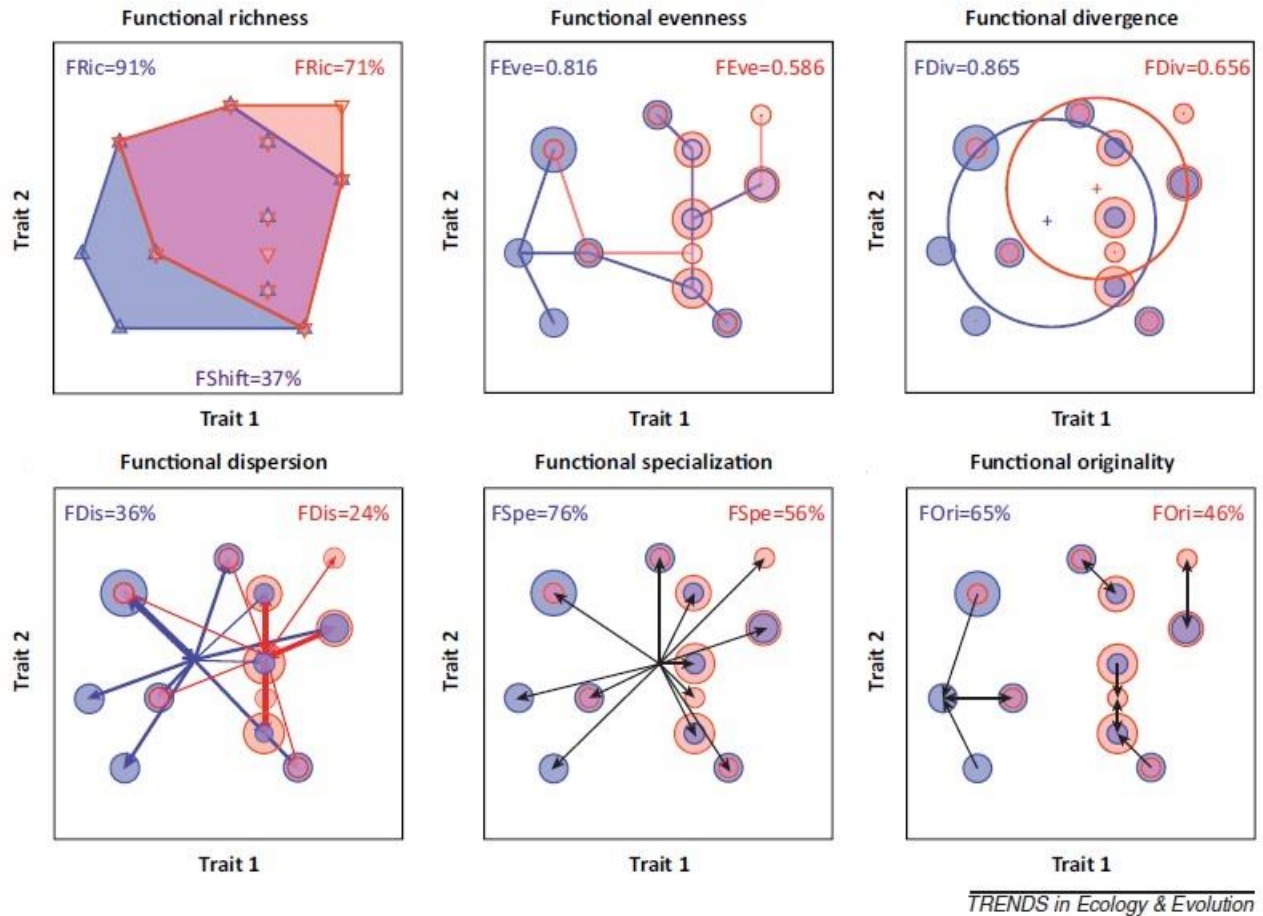 Functional richness
Functional evenness
Functional divergence
FRic=91%
FRic=71%
FEve=0.816
FEve=0.586
FDiv=0.865
FDiv=0.656
Trait 2
Trait 2
Trait 2
FShift=37%
Trait 1
Trait 1
Trait 1
Functional dispersion
Functional specialization
Functional originality
FDis=36%
FDis=24%
FSpe=76%
FSpe=56%
FOri=65%
FOri=46%
Trait 2
Trait 2
Trait 2
Trait 1
Trait 1
Trait 1
TRENDS in Ecology & Evolution